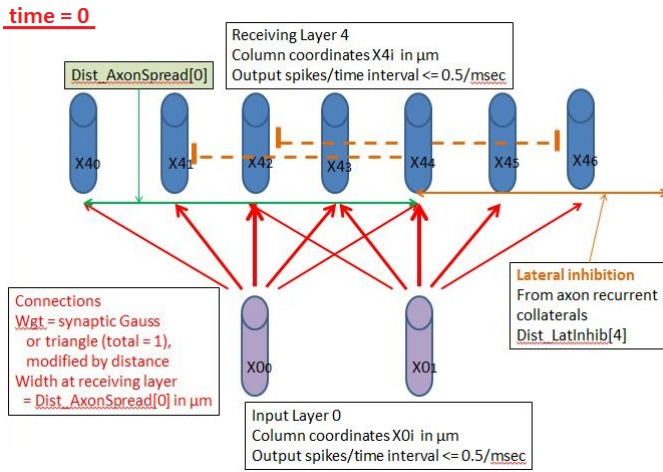 time = 0
Receiving Layer 4
Column coordinates X4i in µm
Output spikes/time interval <= 0.5/msec
Dist_AxonSpread[0]
X4₀ X4₁ X4₂ X4₃ X4₄ X4₅ X4₆
Lateral inhibition
From axon recurrent
collaterals
Dist_LatInhib[4]
Connections
Wgt = synaptic Gauss
or triangle (total = 1),
modified by distance
Width at receiving layer
= Dist_AxonSpread[0] in µm
X0₀ X0₁
Input Layer 0
Column coordinates X0i in µm
Output spikes/time interval <= 0.5/msec